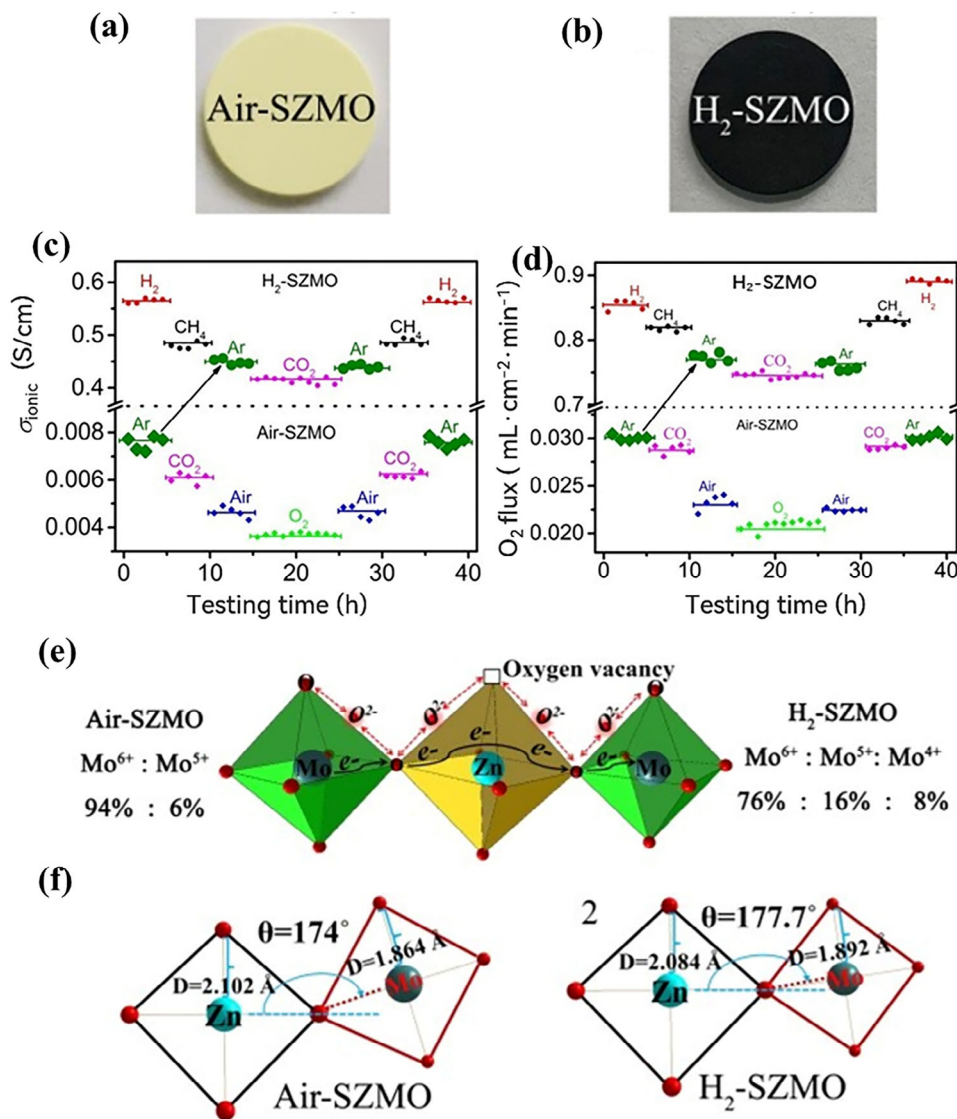 (a)
(b)
Air-SZMO
H₂-SZMO
(c)
(d)
σionic (S/cm)
0.6
0.5
0.4
0.008
0.006
0.004
H₂-SZMO
H₂
CH₄
Ar
CO₂
Ar
CH₄
H₂
Air-SZMO
Ar
CO₂
Air
O₂
Air
CO₂
Ar
0 10 20 30 40
Testing time (h)
O₂ flux ( mL· cm⁻²· min⁻¹)
0.9
0.8
0.7
0.030
0.025
0.020
H₂-SZMO
H₂
CH₄
Ar
CO₂
Ar
CH₄
H₂
Air-SZMO
Ar
CO₂
Air
O₂
Air
CO₂
Ar
0 10 20 30 40
Testing time (h)
(e)
Oxygen vacancy
O²⁻ O²⁻ O²⁻ O²⁻
e- e- e- e-
Mo Zn Mo
Air-SZMO
Mo⁶⁺ : Mo⁵⁺
94% : 6%
H₂-SZMO
Mo⁶⁺ : Mo⁵⁺: Mo⁴⁺
76% : 16% : 8%
(f)
θ=174°
D=2.102 Å
D=1.864 Å
Zn
Mo
Air-SZMO
2
θ=177.7°
D=2.084 Å
D=1.892 Å
Zn
Mo
H₂-SZMO